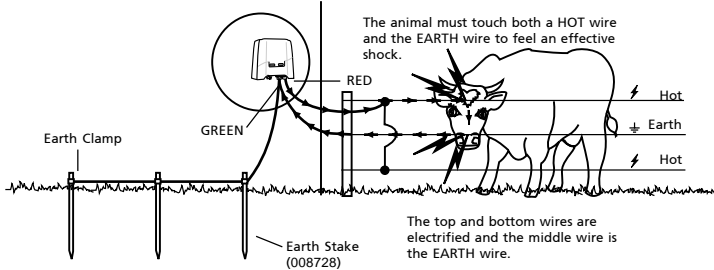 The animal must touch both a HOT wire
and the EARTH wire to feel an effective
shock.
RED
GREEN
Hot
Earth Clamp
Earth
Hot
The top and bottom wires are
electrified and the middle wire is
the EARTH wire.
Earth Stake
(008728)